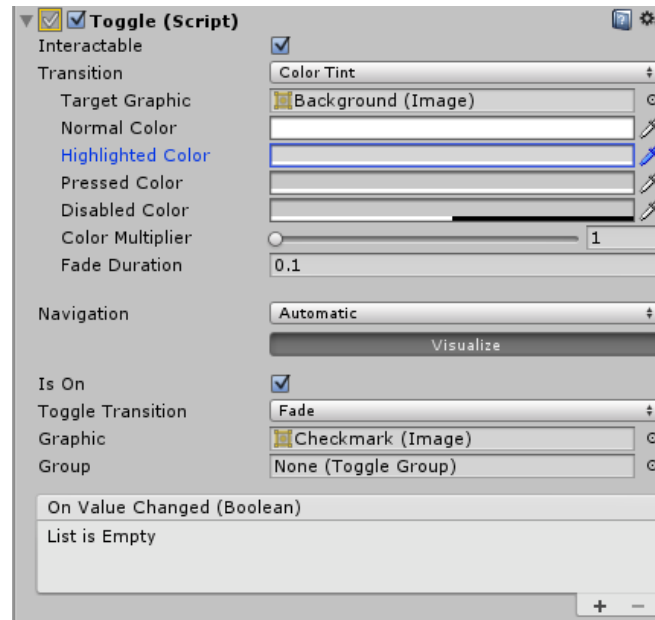 Toggle (Script)
Interactable
Transition Color Tint
Target Graphic Background (Image)
Normal Color
Highlighted Color
Pressed Color
Disabled Color
Color Multiplier 1
Fade Duration 0.1
Navigation Automatic
Visualize
Is On
Toggle Transition Fade
Graphic Checkmark (Image)
Group None (Toggle Group)
On Value Changed (Boolean)
List is Empty